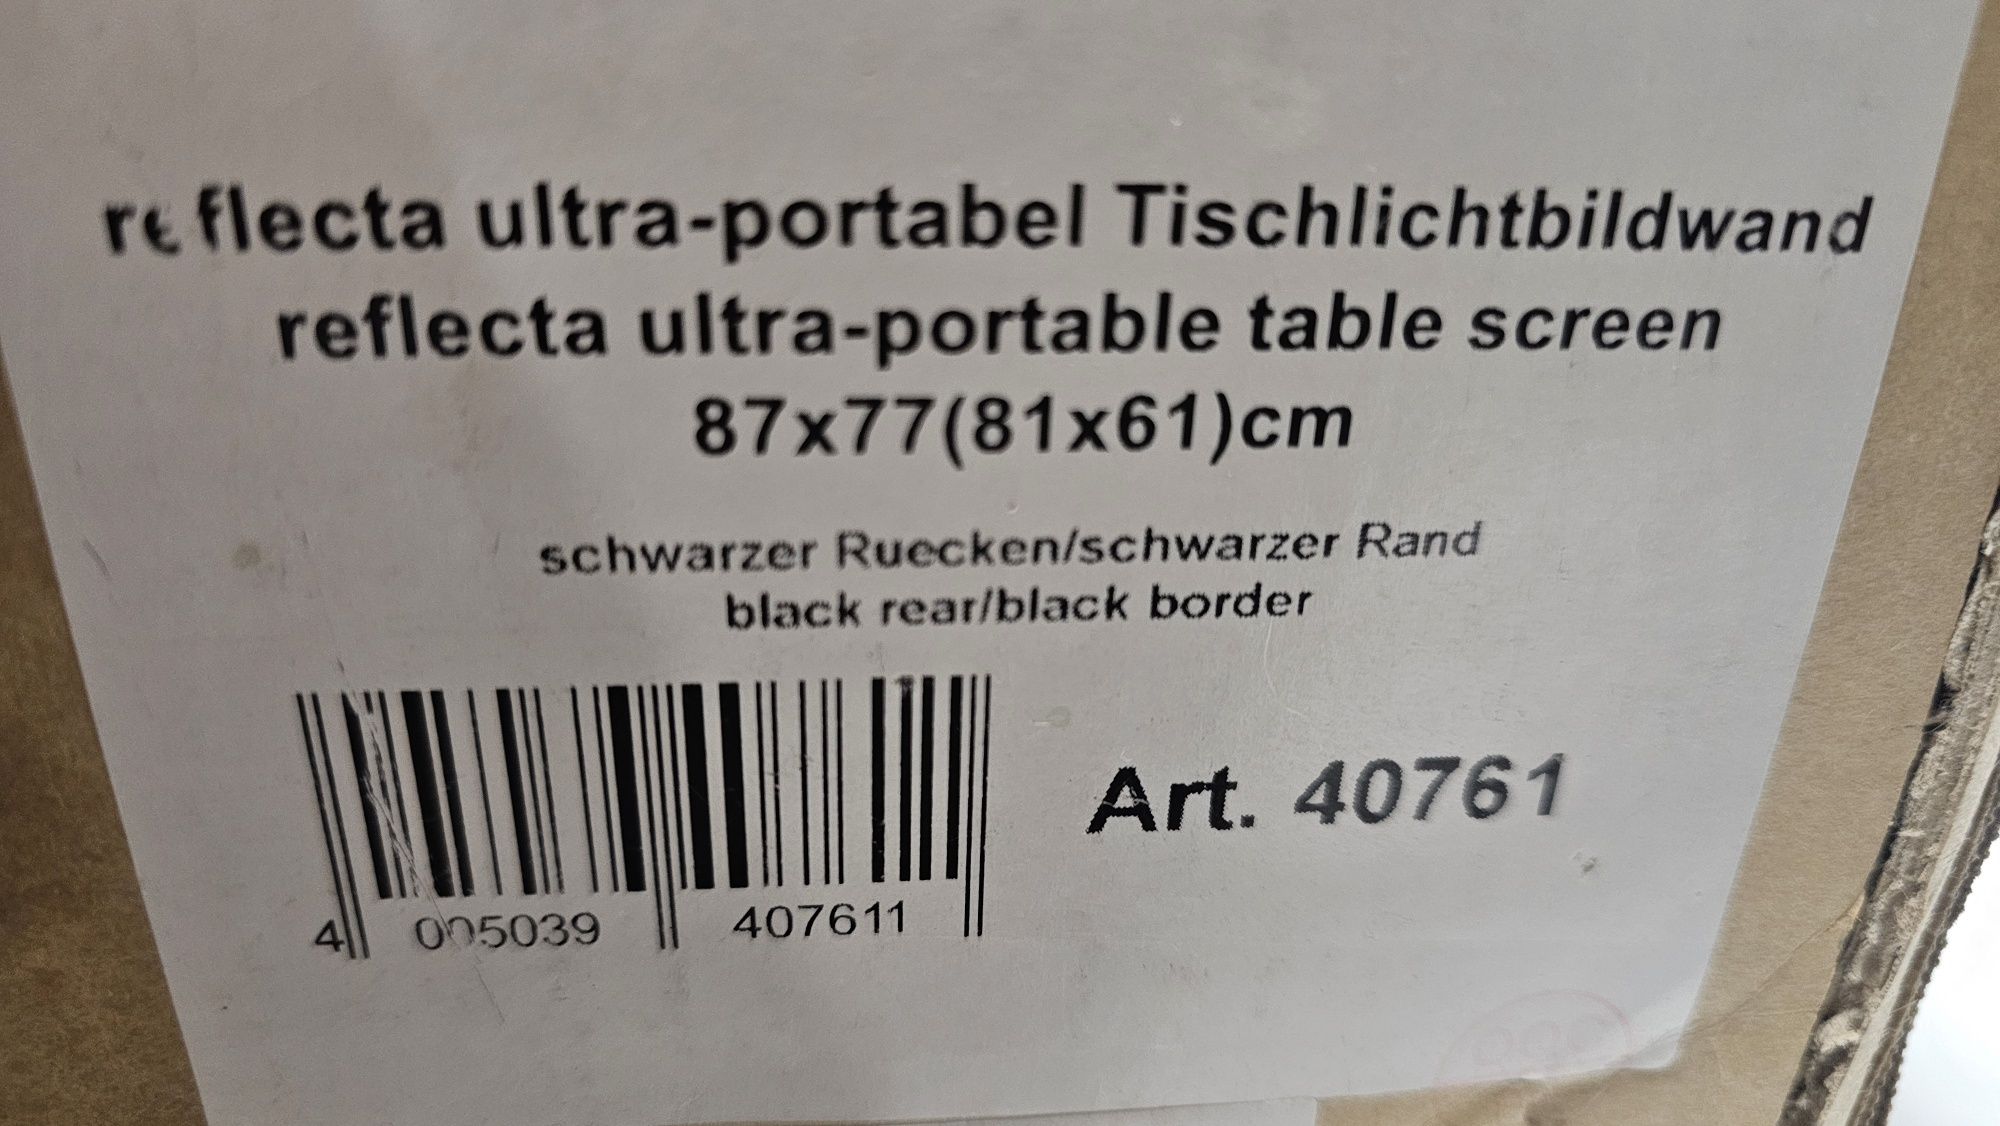 reflecta ultra-portabel Tischlichtbildwand
reflecta ultra-portable table screen
87x77(81x61)cm
schwarzer Ruecken/schwarzer Rand
black rear/black border
Art. 40761
4 005039 407611